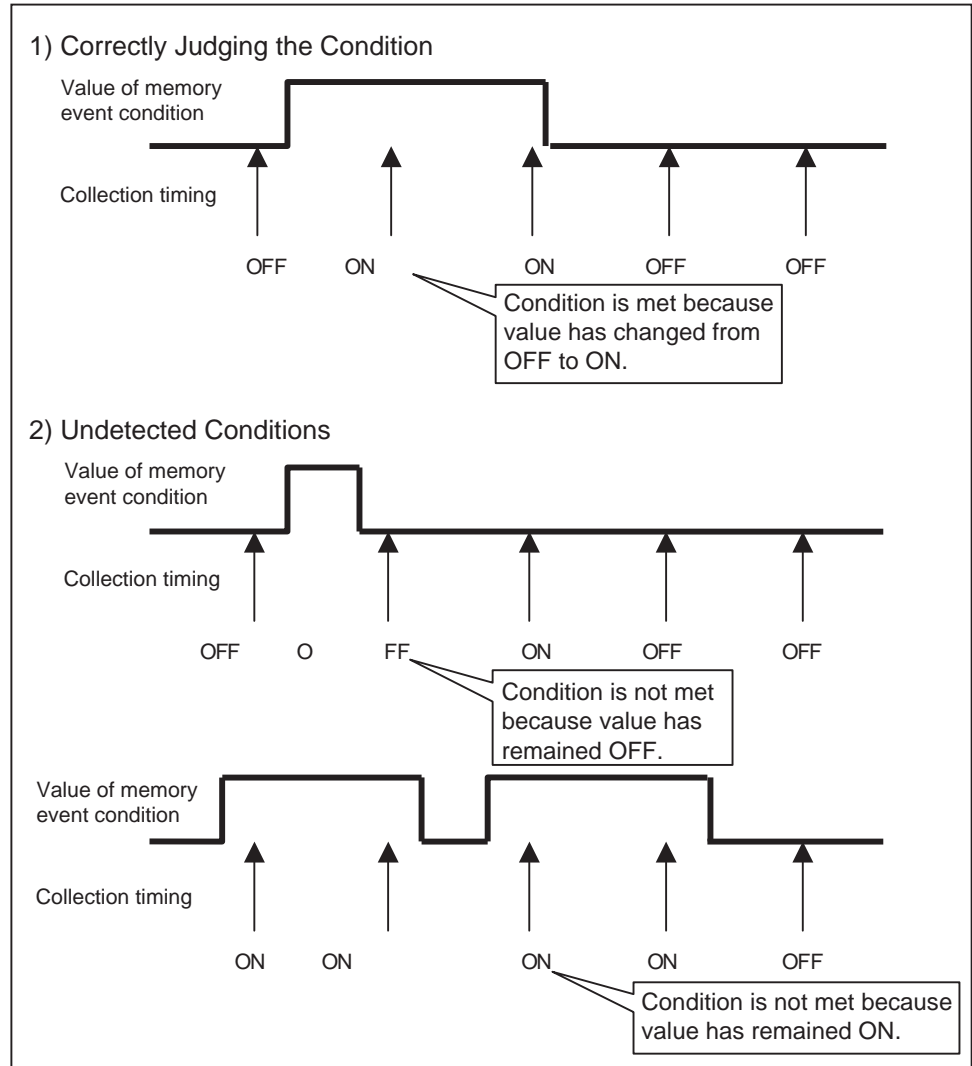 1) Correctly Judging the Condition
Value of memory
event condition
Collection timing
OFF ON ON OFF OFF
Condition is met because
value has changed from
OFF to ON.
2) Undetected Conditions
Value of memory
event condition
Collection timing
OFF O FF ON OFF OFF
Condition is not met
because value has
remained OFF.
Value of memory
event condition
Collection timing
ON ON ON ON OFF
Condition is not met because
value has remained ON.